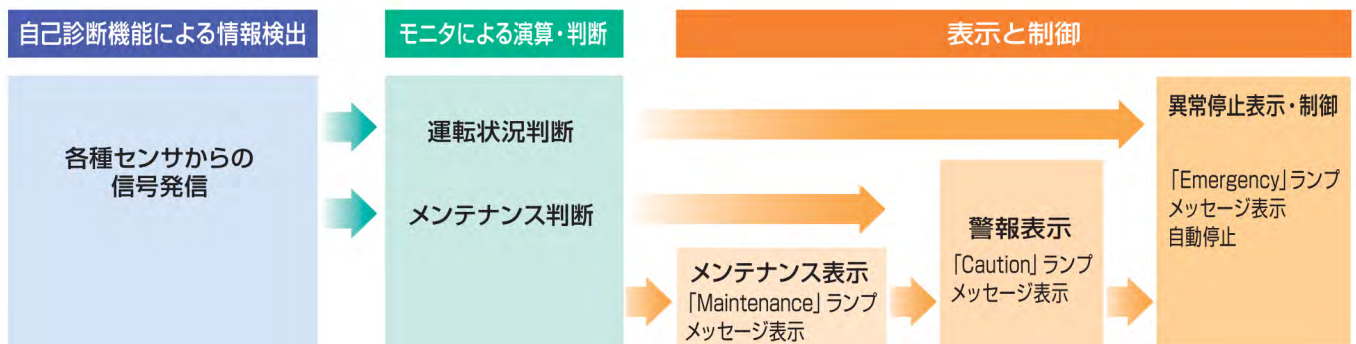 自己診断機能による情報検出
モニタによる演算・判断
表示と制御
各種センサからの
信号発信
運転状況判断
メンテナンス判断
メンテナンス表示
「Maintenance」ランプ
メッセージ表示
警報表示
「Caution」ランプ
メッセージ表示
異常停止表示・制御
「Emergency」ランプ
メッセージ表示
自動停止